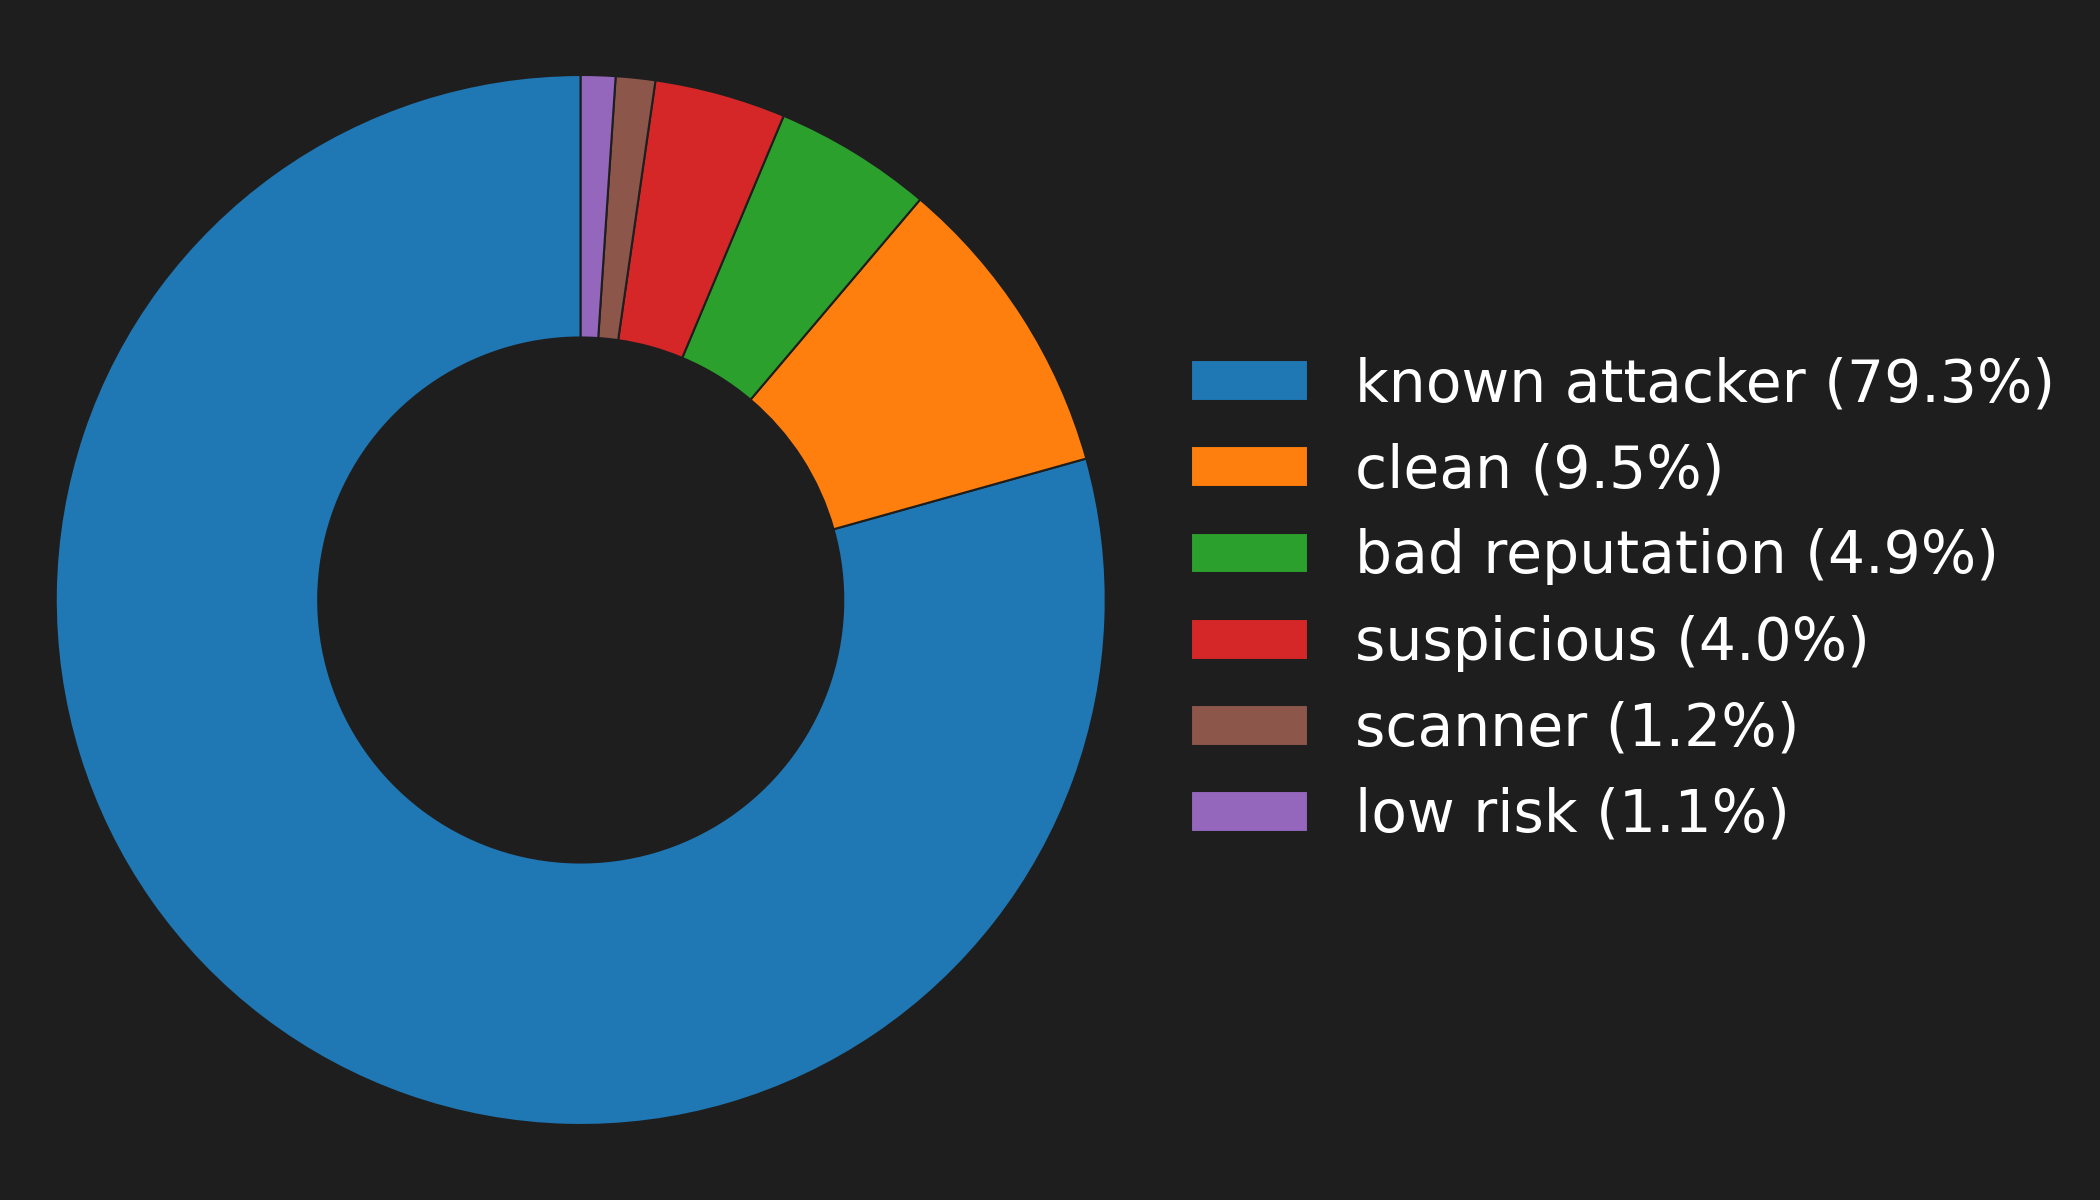 known attacker (79.3%)
clean (9.5%)
bad reputation (4.9%)
suspicious (4.0%)
scanner (1.2%)
low risk (1.1%)